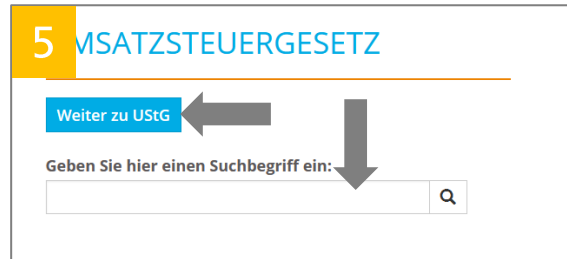 5 MSATZSTEUERGESETZ
Weiter zu UStG
Geben Sie hier einen Suchbegriff ein: